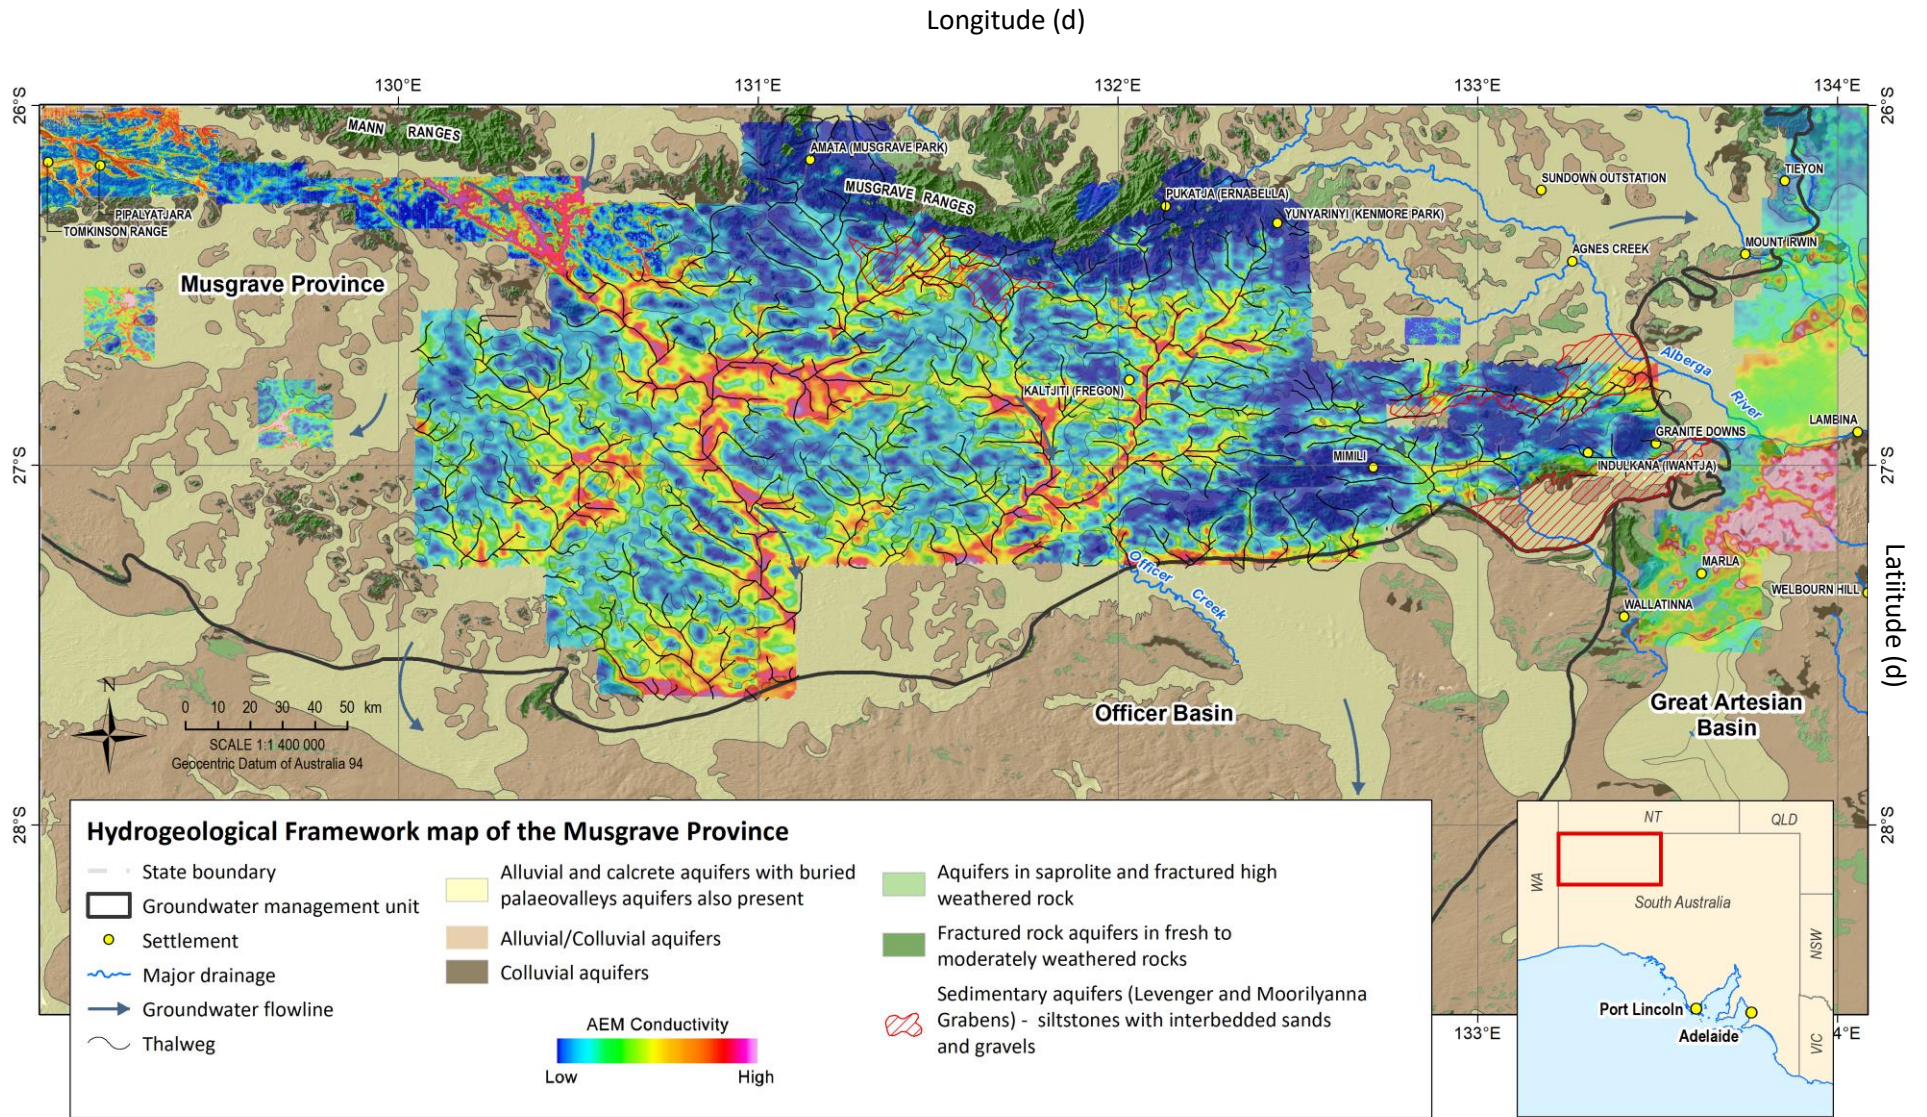 Longitude (d)
130°E
131°E
132°E
133°E
134°E
26°S
26°S
MANN RANGES
AMATA (MUSGRAVE PARK)
TIEYON
SUNDOWN OUTSTATION
MUSGRAVE RANGES
PUKATJA (ERNABELLA)
PIPALYATJARA
YUNYARINYI (KENMORE PARK)
TOMKINSON RANGE
MOUNT IRWIN
AGNES CREEK
Musgrave Province
Alberga
River
KALTJITI (FREGON)
LAMBINA
GRANITE DOWNS
MIMILI
27°S
27°S
INDULKANA (IWANTJA)
Officer
Creek
MARLA
WELBOURN HILL
WALLATINNA
Latiitude (d)
N
Great Artesian
Basin
Officer Basin
0 10 20 30 40 50 km
SCALE 1:1 400 000
Geocentric Datum of Australia 94
28°S
28°S
Hydrogeological Framework map of the Musgrave Province
State boundary
Groundwater management unit
Settlement
Major drainage
Groundwater flowline
Thalweg
Alluvial and calcrete aquifers with buried
palaeovalleys aquifers also present
Alluvial/Colluvial aquifers
Colluvial aquifers
AEM Conductivity
Low High
Aquifers in saprolite and fractured high
weathered rock
Fractured rock aquifers in fresh to
moderately weathered rocks
Sedimentary aquifers (Levenger and Moorilyanna
Grabens) - siltstones with interbedded sands
and gravels
133°E
4°E
NT
QLD
WA
South Australia
NSW
Port Lincoln
Adelaide
VIC